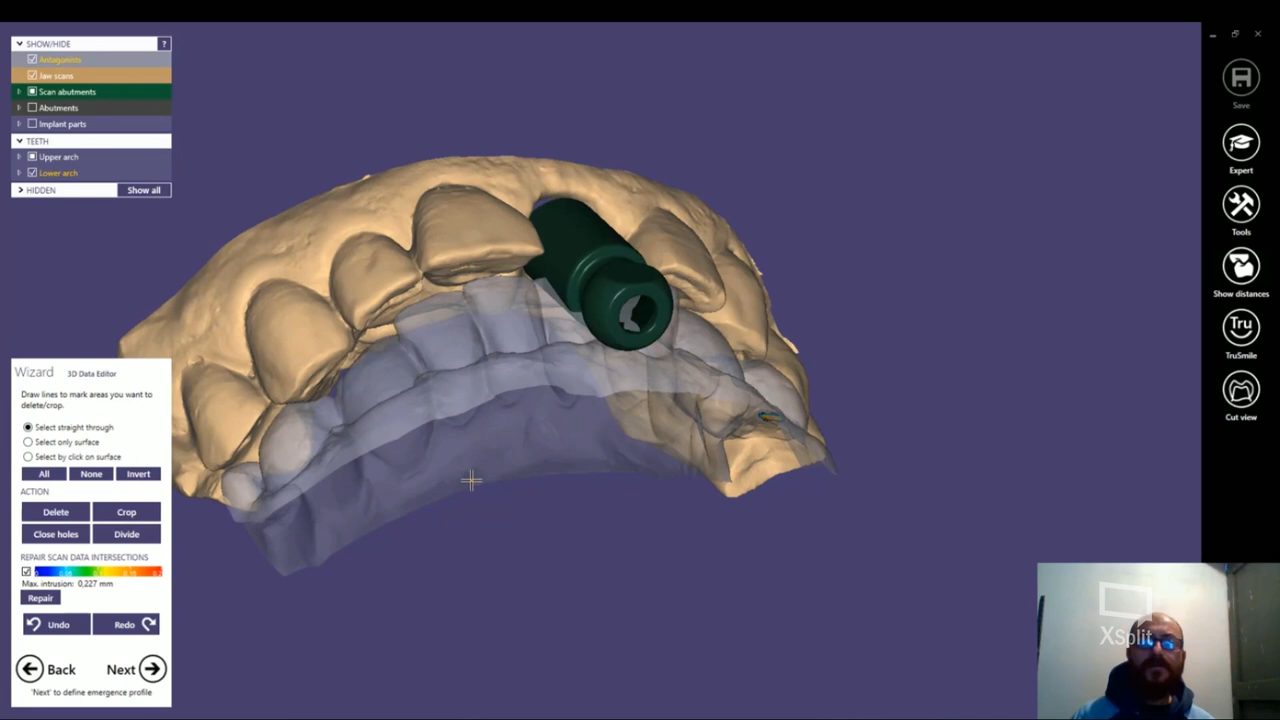 SHOW/HIDE ?
Antagonists
Jaw scans
Scan abutments
Abutments
Implant parts
TEETH
Upper arch
Lower arch
HIDDEN Show all
Save
Expert
Tools
Show distances
Tru
TruSmile
Cut view
Wizard 3D Data Editor
Draw lines to mark areas you want to
delete/crop.
Select straight through
Select only surface
Select by click on surface
All None Invert
ACTION
Delete Crop
Close holes Divide
REPAIR SCAN DATA INTERSECTIONS
Max. intrusion: 0,227 mm
Repair
Undo Redo
Back Next
'Next' to define emergence profile
XSplit